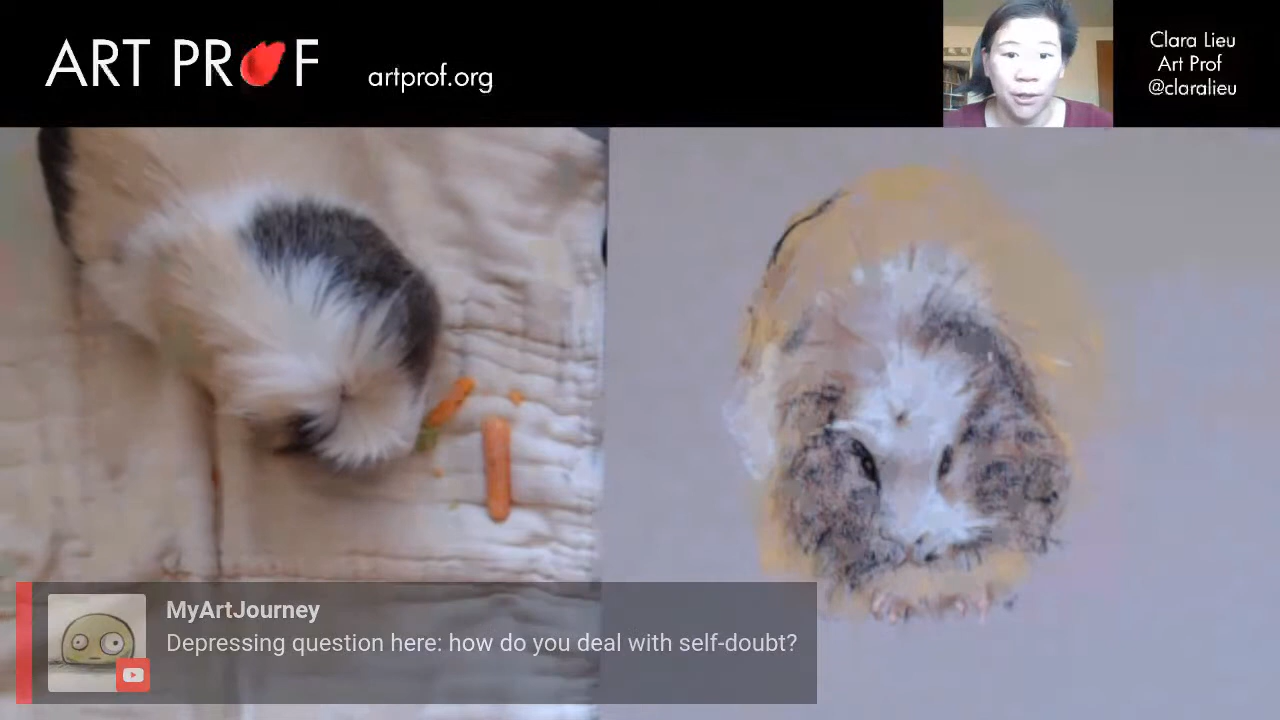 ART PROF
artprof.org
Clara Lieu
Art Prof
@claralieu
MyArtJourney
Depressing question here: how do you deal with self-doubt?